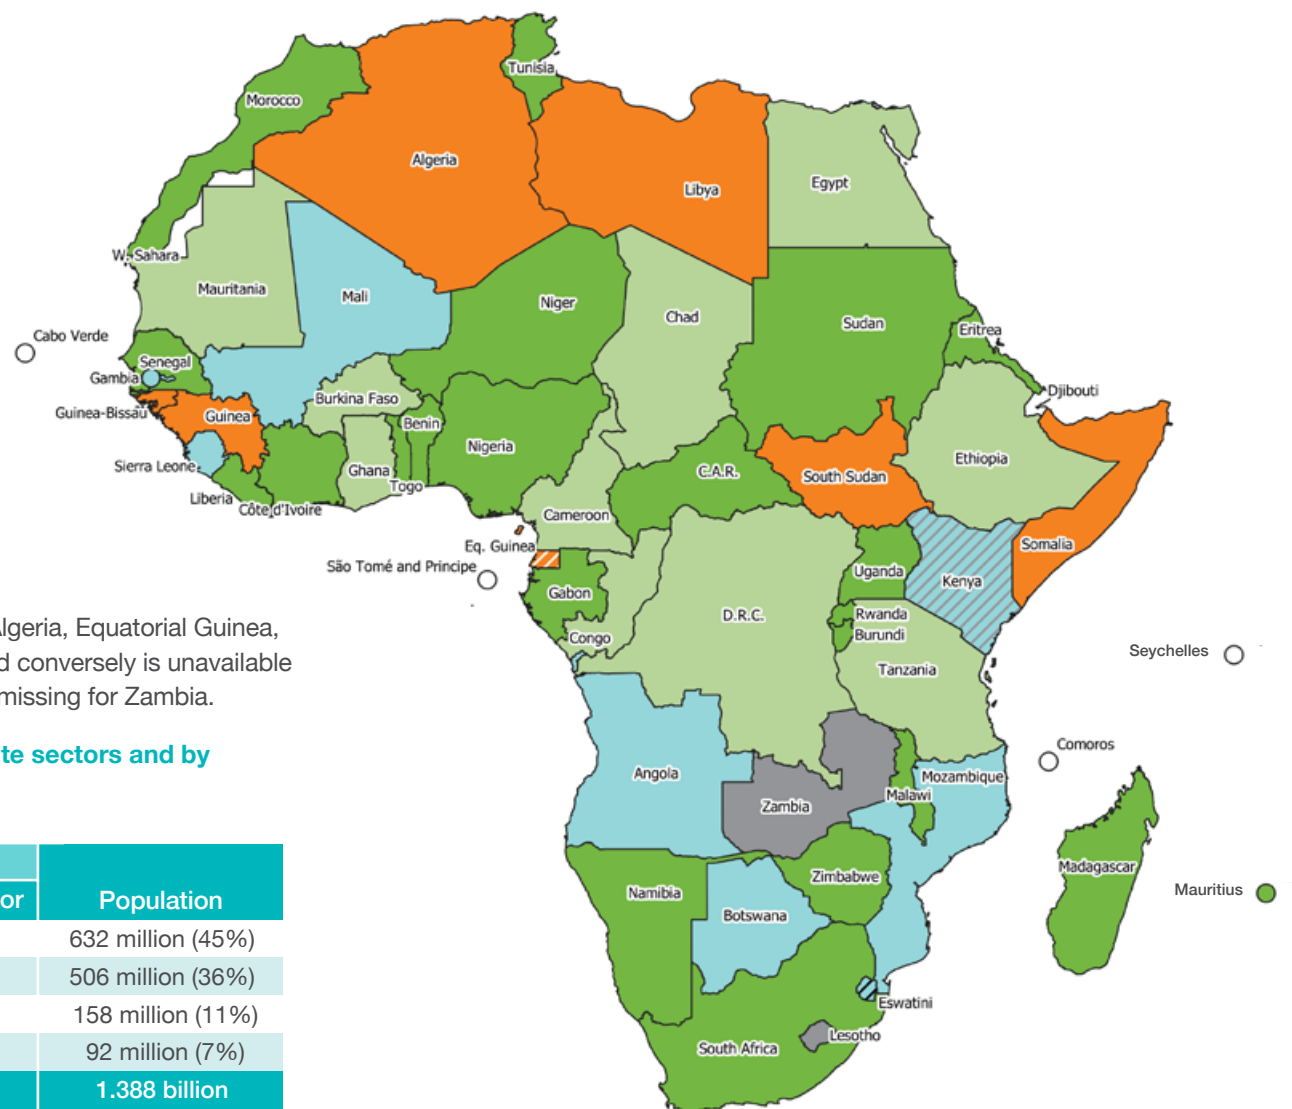 Tunisia
Morocco
Algeria
Libya
Egypt
W. Sahara
Mauritania
Mali
Niger
Chad
Sudan
Eritrea
Cabo Verde
Senegal
Gambia
Djibouti
Burkina Faso
Guinea-Bissau
Guinea
Benin
Nigeria
Ethiopia
Sierra Leone
Ghana
C.A.R.
South Sudan
Togo
Liberia
Côte d'Ivoire
Cameroon
Eq. Guinea
Somalia
São Tomé and Principe
Uganda
Kenya
Gabon
D.R.C.
Rwanda
Burundi
Congo
Tanzania
Seychelles
Algeria, Equatorial Guinea,
d conversely is unavailable
missing for Zambia.
te sectors and by
Comoros
Angola
Mozambique
Zambia
Malawi
Madagascar
Zimbabwe
Mauritius
Namibia
Botswana
Eswatini
Lesotho
South Africa
or
Population
632 million (45%)
506 million (36%)
158 million (11%)
92 million (7%)
1.388 billion